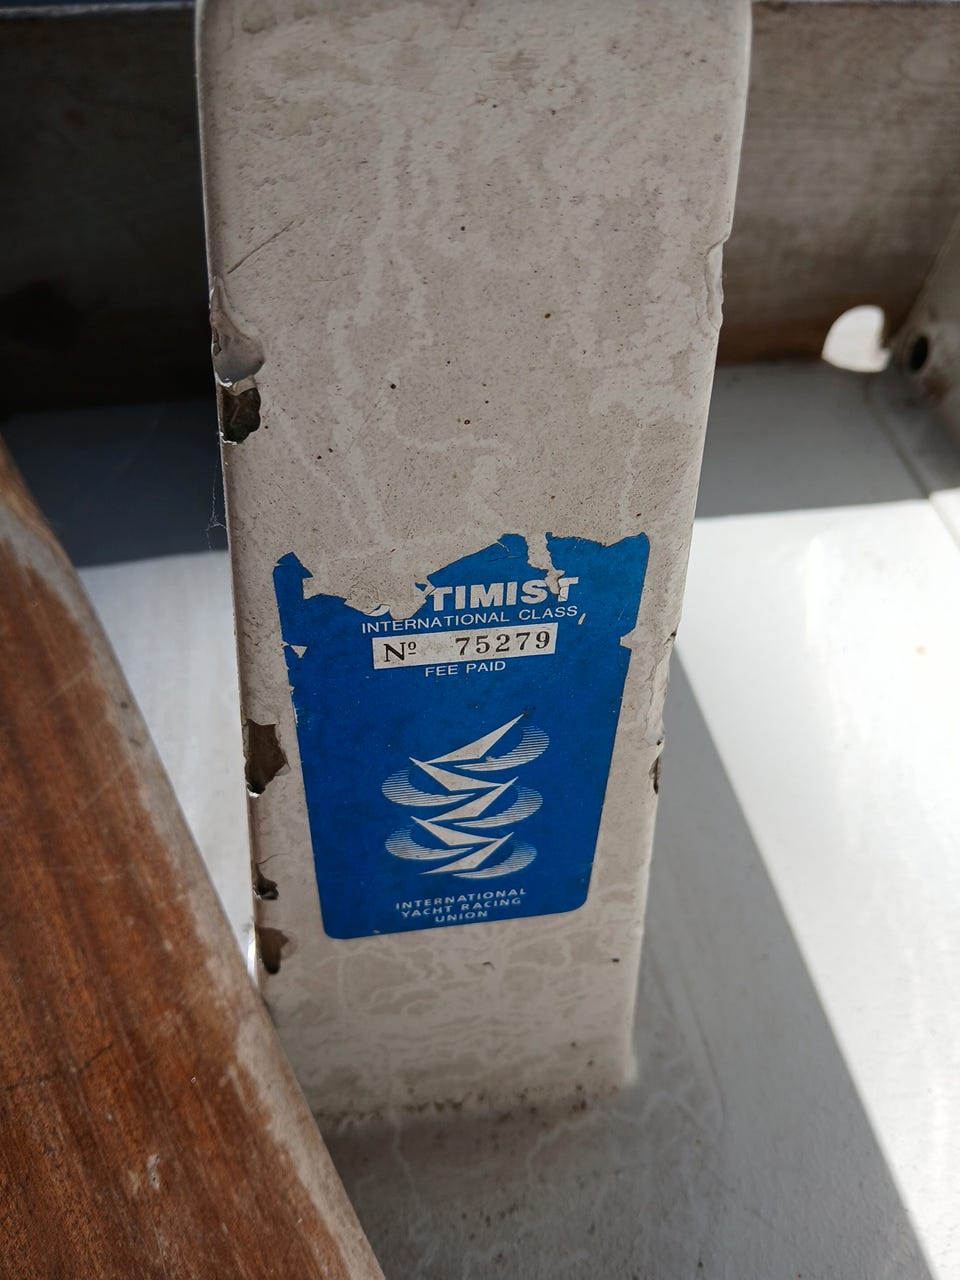 TIMIST
INTERNATIONAL CLASS
Nº 75279
FEE PAID
INTERNATIONAL
YACHT RACING
UNION